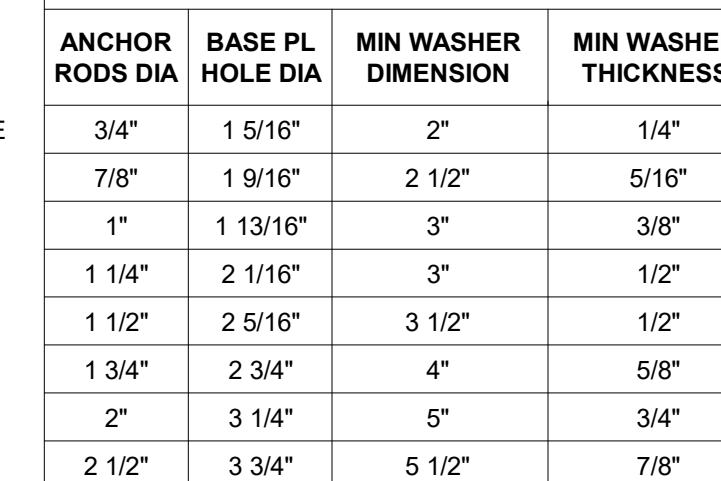 ANCHOR RODS DIA | BASE PL HOLE DIA | MIN WASHER DIMENSION | MIN WASHE THICKNESS
E
3/4" | 1 5/16" | 2" | 1/4"
7/8" | 1 9/16" | 2 1/2" | 5/16"
1" | 1 13/16" | 3" | 3/8"
1 1/4" | 2 1/16" | 3" | 1/2"
1 1/2" | 2 5/16" | 3 1/2" | 1/2"
1 3/4" | 2 3/4" | 4" | 5/8"
2" | 3 1/4" | 5" | 3/4"
2 1/2" | 3 3/4" | 5 1/2" | 7/8"